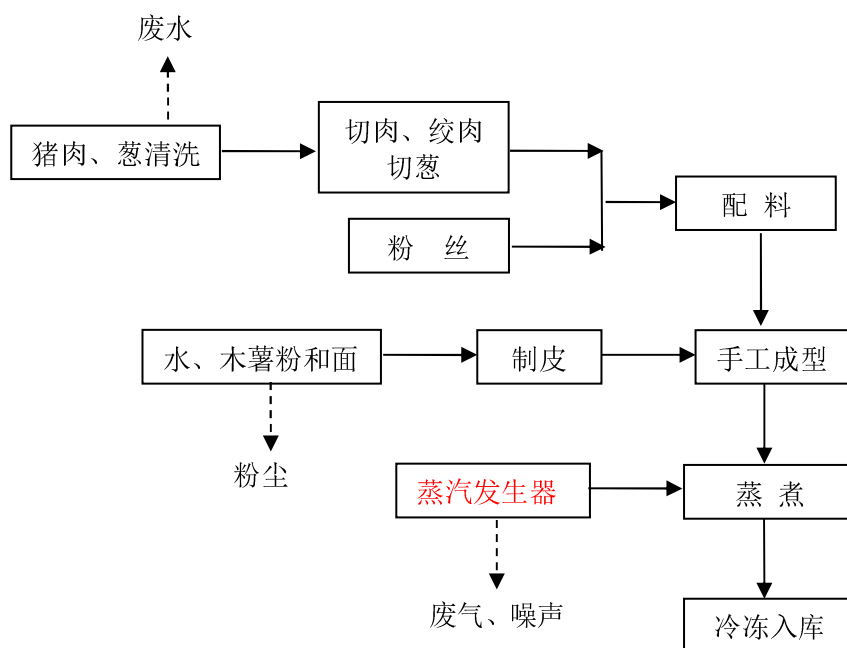 废水
猪肉、葱清洗
切肉、绞肉
切葱
粉 丝
配 料
水、木薯粉和面
制皮
手工成型
粉尘
蒸汽发生器
蒸 煮
废气、噪声
冷冻入库